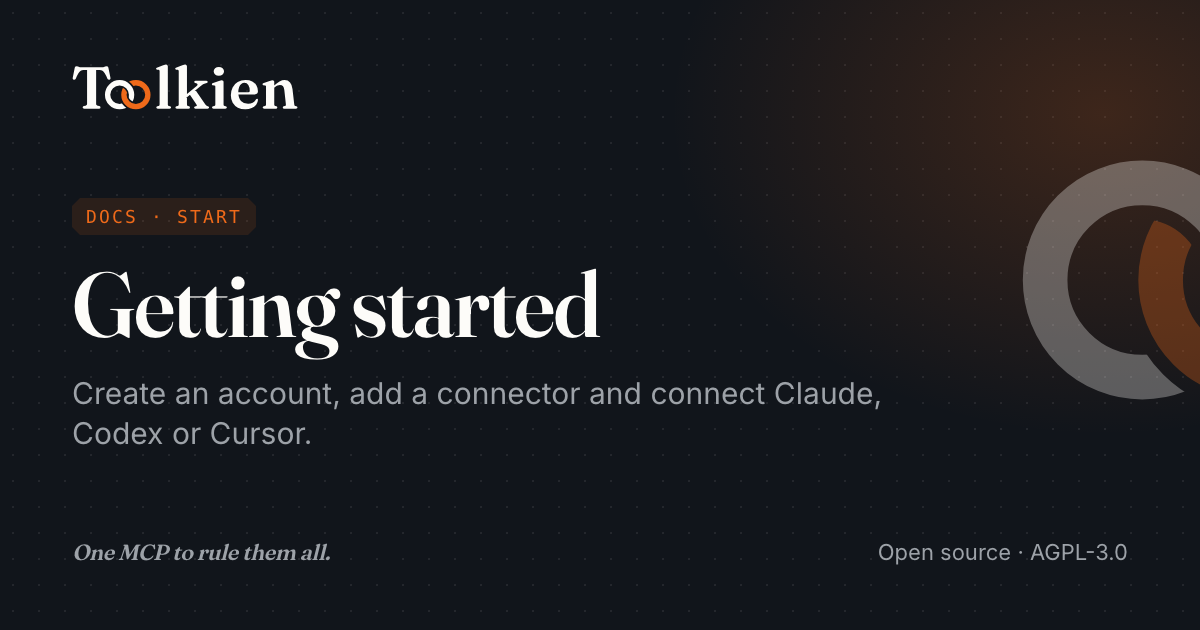 Toolkien
DOCS · START
Getting started
Create an account, add a connector and connect Claude,
Codex or Cursor.
One MCP to rule them all.
Open source · AGPL-3.0